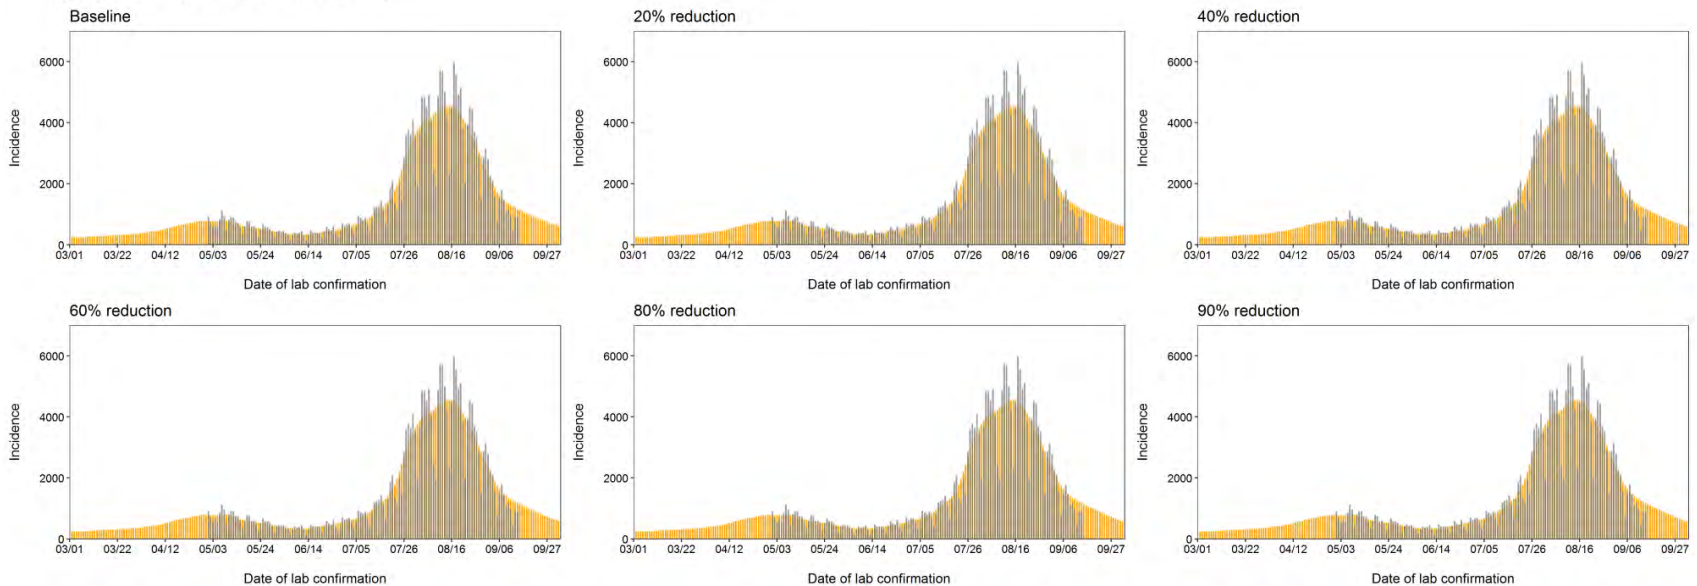 Baseline
6000
4000
2000
0
Incidence
03/01 03/22 04/12 05/03 05/24 06/14 07/05 07/26 08/16 09/06 09/27
Date of lab confirmation
20% reduction
6000
4000
2000
0
Incidence
03/01 03/22 04/12 05/03 05/24 06/14 07/05 07/26 08/16 09/06 09/27
Date of lab confirmation
40% reduction
6000
4000
2000
0
Incidence
03/01 03/22 04/12 05/03 05/24 06/14 07/05 07/26 08/16 09/06 09/27
Date of lab confirmation
60% reduction
6000
4000
2000
0
Incidence
03/01 03/22 04/12 05/03 05/24 06/14 07/05 07/26 08/16 09/06 09/27
Date of lab confirmation
80% reduction
6000
4000
2000
0
Incidence
03/01 03/22 04/12 05/03 05/24 06/14 07/05 07/26 08/16 09/06 09/27
Date of lab confirmation
90% reduction
6000
4000
2000
0
Incidence
03/01 03/22 04/12 05/03 05/24 06/14 07/05 07/26 08/16 09/06 09/27
Date of lab confirmation